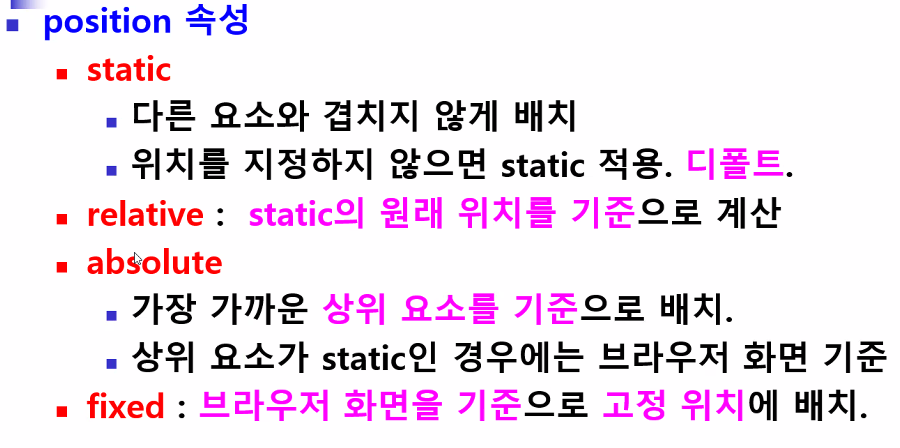 position 속성
static
다른 요소와 겹치지 않게 배치
위치를 지정하지 않으면 static 적용. 디폴트.
relative : static의 원래 위치를 기준으로 계산
absolute
가장 가까운 상위 요소를 기준으로 배치.
상위 요소가 static인 경우에는 브라우저 화면 기준
fixed : 브라우저 화면을 기준으로 고정 위치에 배치.